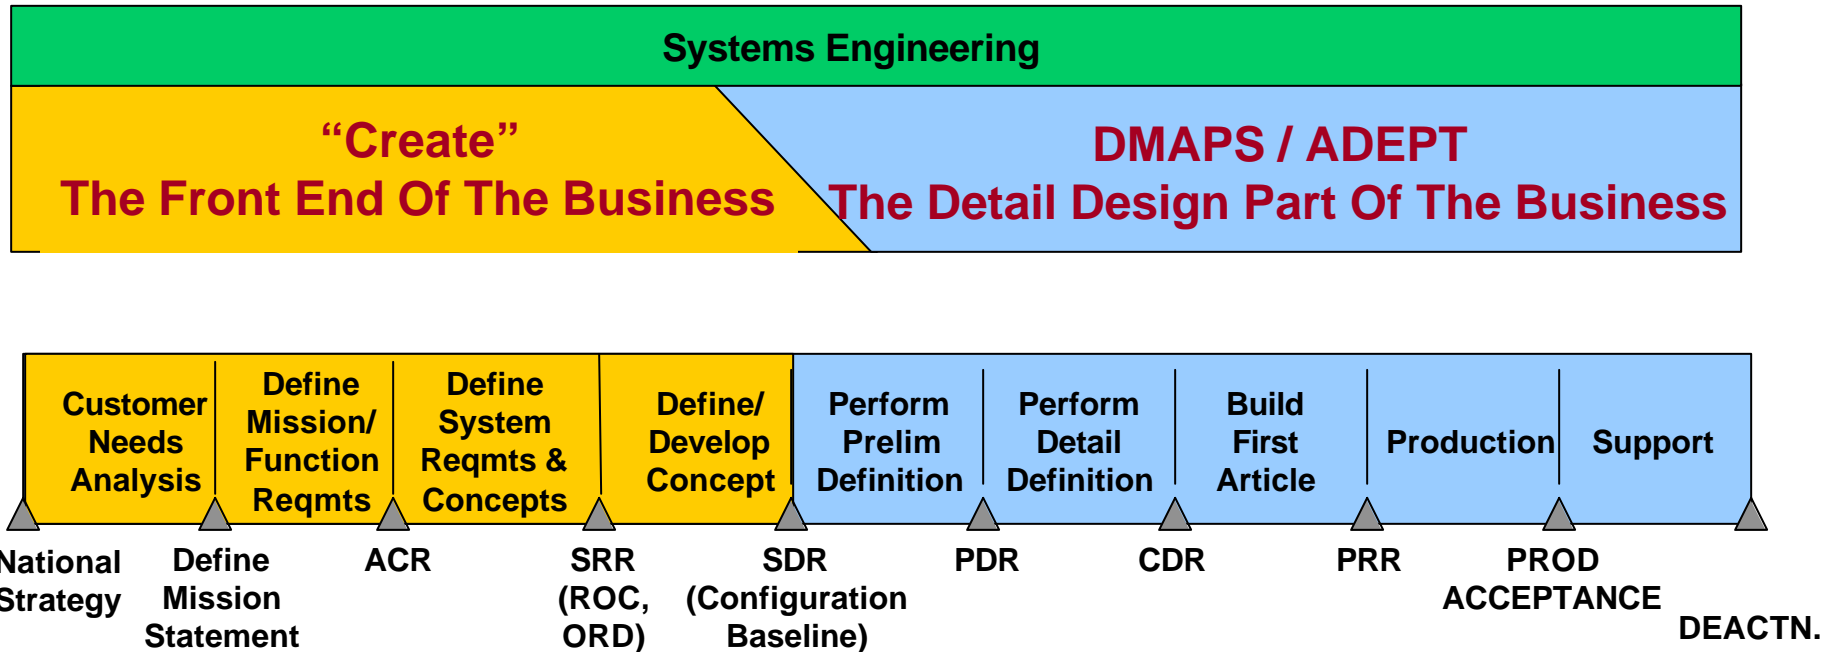 Systems Engineering
“Create”
The Front End Of The Business
DMAPS / ADEPT
The Detail Design Part Of The Business
Customer
Needs
Analysis
Define
Mission/
Function
Reqmts
Define
System
Reqmts &
Concepts
Define/
Develop
Concept
Perform
Prelim
Definition
Perform
Detail
Definition
Build
First
Article
Production
Support
National
Strategy
Define
Mission
Statement
ACR
SRR
(ROC,
ORD)
SDR
(Configuration
Baseline)
PDR
CDR
PRR
PROD
ACCEPTANCE
DEACTN.